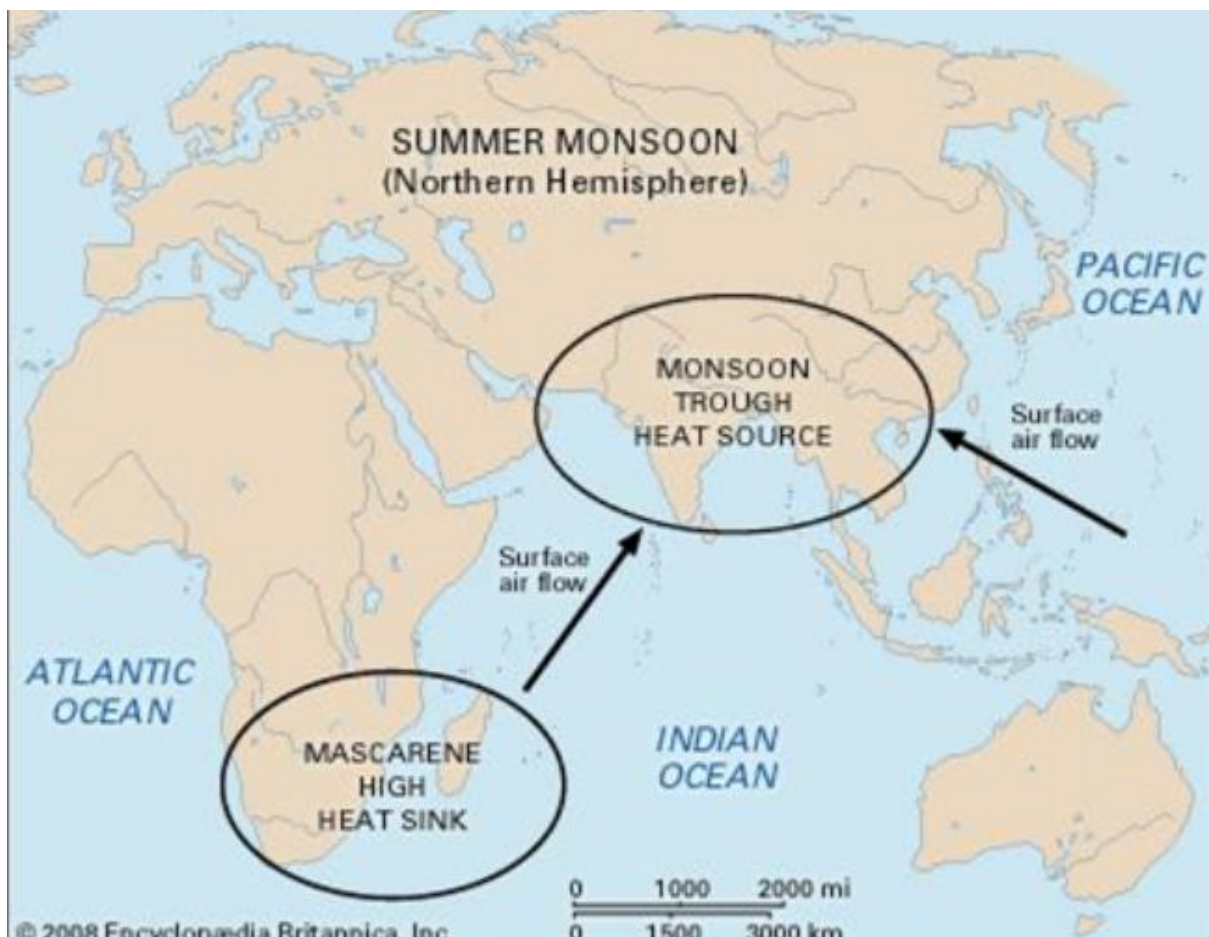 SUMMER MONSOON
(Northern Hemisphere)
PACIFIC
OCEAN
MONSOON
TROUGH
HEAT SOURCE
Surface
air flow
Surface
air flow
ATLANTIC
OCEAN
INDIAN
OCEAN
MASCARENE
HIGH
HEAT SINK
0 1000 2000 mi
0 1500 3000 km
© 2008 Encyclopædia Britannica, Inc.